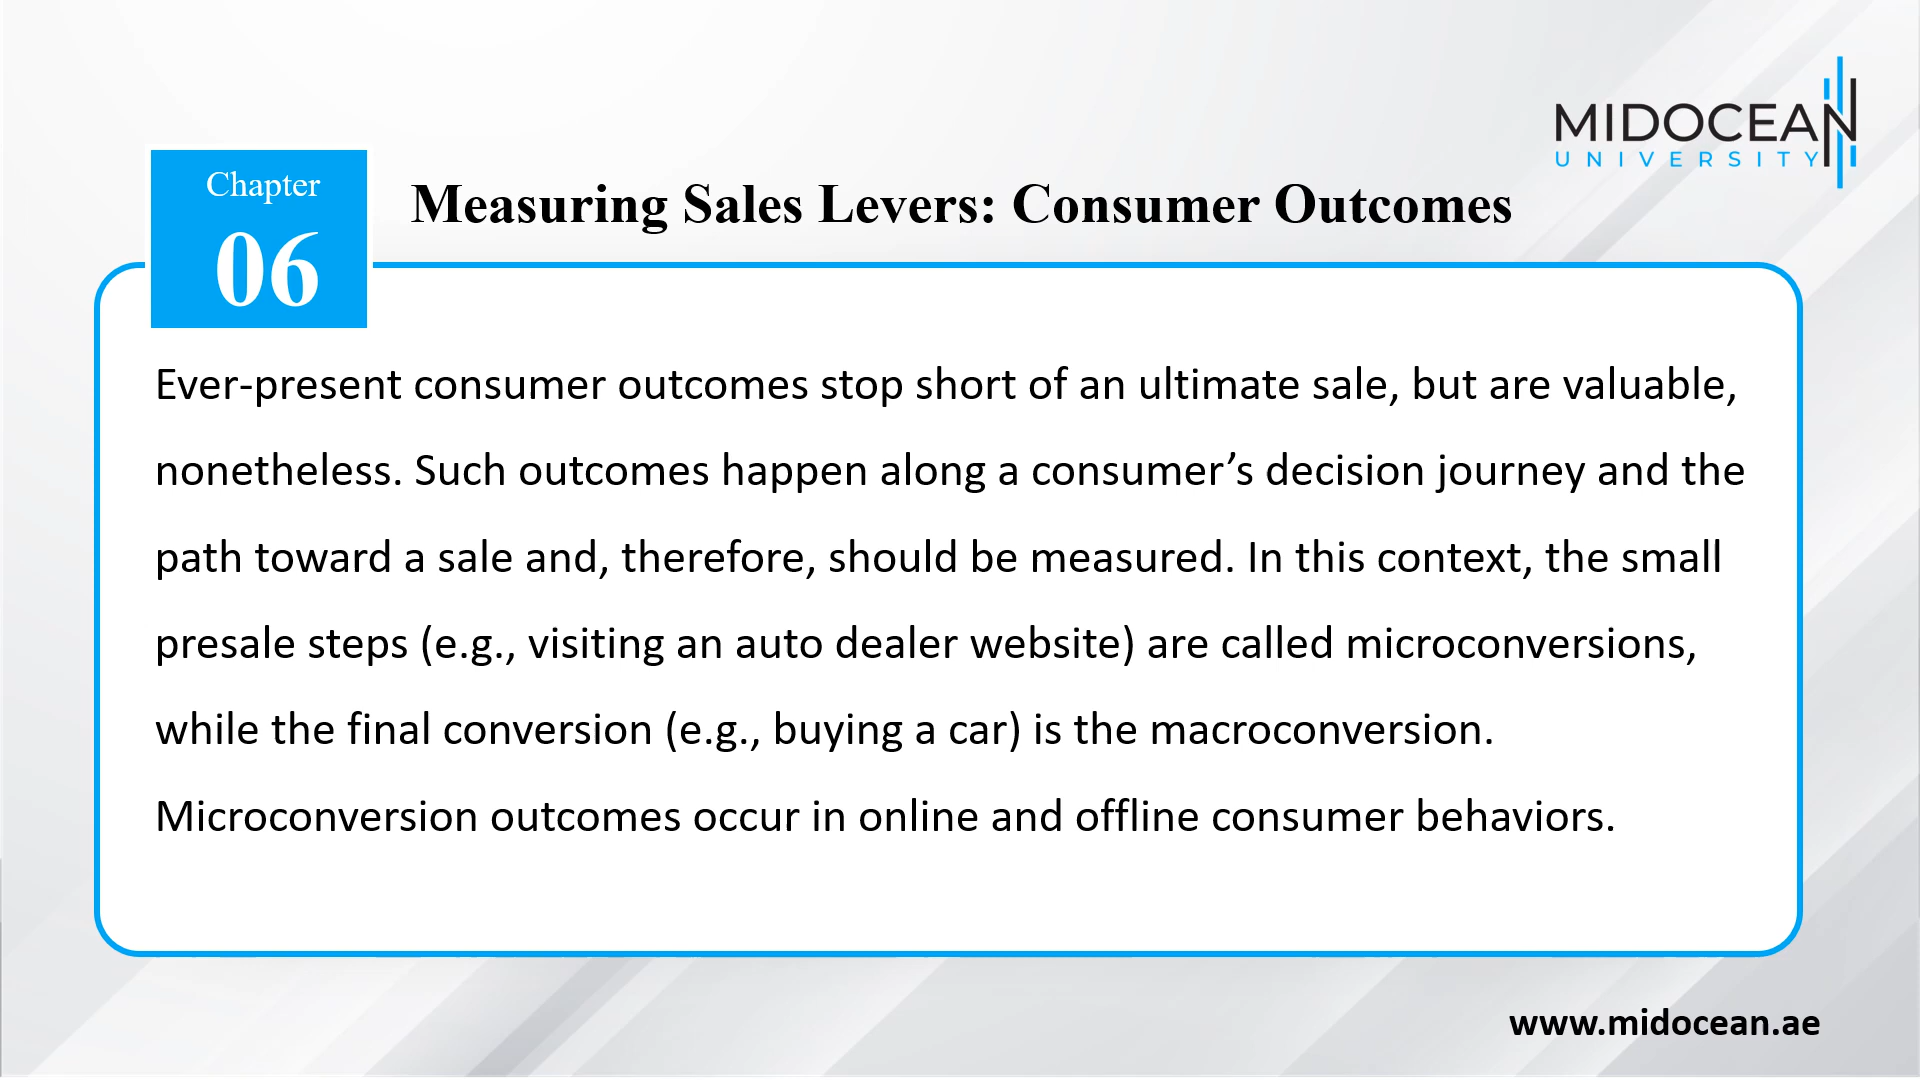 MIDOCEAN
UNIVERSITY
Chapter
06
Measuring Sales Levers: Consumer Outcomes
Ever-present consumer outcomes stop short of an ultimate sale, but are valuable,
nonetheless. Such outcomes happen along a consumer’s decision journey and the
path toward a sale and, therefore, should be measured. In this context, the small
presale steps (e.g., visiting an auto dealer website) are called microconversions,
while the final conversion (e.g., buying a car) is the macroconversion.
Microconversion outcomes occur in online and offline consumer behaviors.
www.midocean.ae